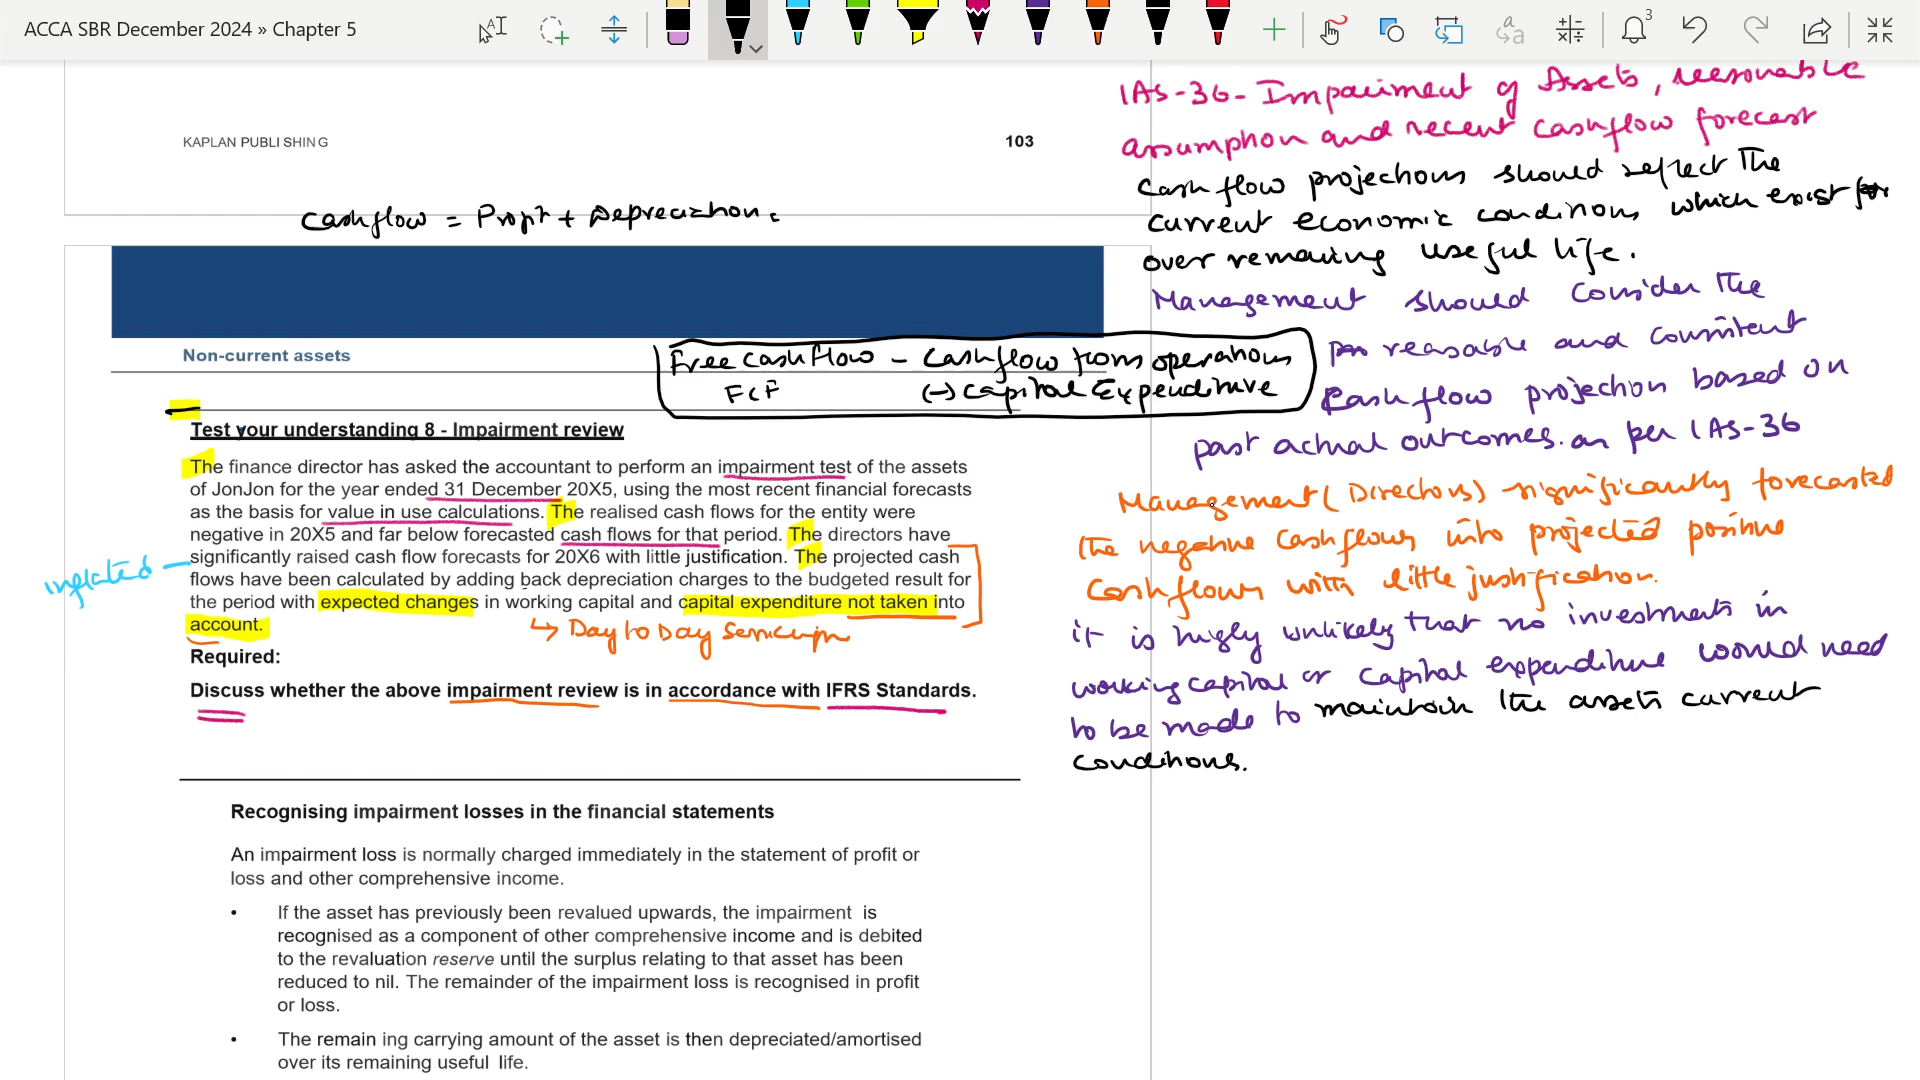 ACCA SBR December 2024 » Chapter 5
3
KAPLAN PUBLISHING
103
Cashflow = Profit + Depreciation.
Non-current assets
Free cashflow – Cashflow from operations
FCF (–) Capital Expenditure
Test your understanding 8 - Impairment review
The finance director has asked the accountant to perform an impairment test of the assets
of JonJon for the year ended 31 December 20X5, using the most recent financial forecasts
as the basis for value in use calculations. The realised cash flows for the entity were
negative in 20X5 and far below forecasted cash flows for that period. The directors have
significantly raised cash flow forecasts for 20X6 with little justification. The projected cash
flows have been calculated by adding back depreciation charges to the budgeted result for
the period with expected changes in working capital and capital expenditure not taken into
account.
inflated
↳ Day to Day Servicing
Required:
Discuss whether the above impairment review is in accordance with IFRS Standards.
Recognising impairment losses in the financial statements
An impairment loss is normally charged immediately in the statement of profit or
loss and other comprehensive income.
• If the asset has previously been revalued upwards, the impairment is
recognised as a component of other comprehensive income and is debited
to the revaluation reserve until the surplus relating to that asset has been
reduced to nil. The remainder of the impairment loss is recognised in profit
or loss.
• The remain ing carrying amount of the asset is then depreciated/amortised
over its remaining useful life.
IAS-36 - Impairment of Assets, reasonable
assumption and recent cashflow forecast
Cash flow projections should reflect the
current economic conditions, which exist for
over remaining useful life.
Management should consider the
reasable and consistent
Cash flow projection based on
past actual outcomes. as per IAS-36
Management (Directors) significantly forecasted
the negative cashflows into projected positive
cashflows with little justification.
it is higly unlikely that no investments in
working capital or capital expenditure would need
to be made to maintain the assets current
conditions.